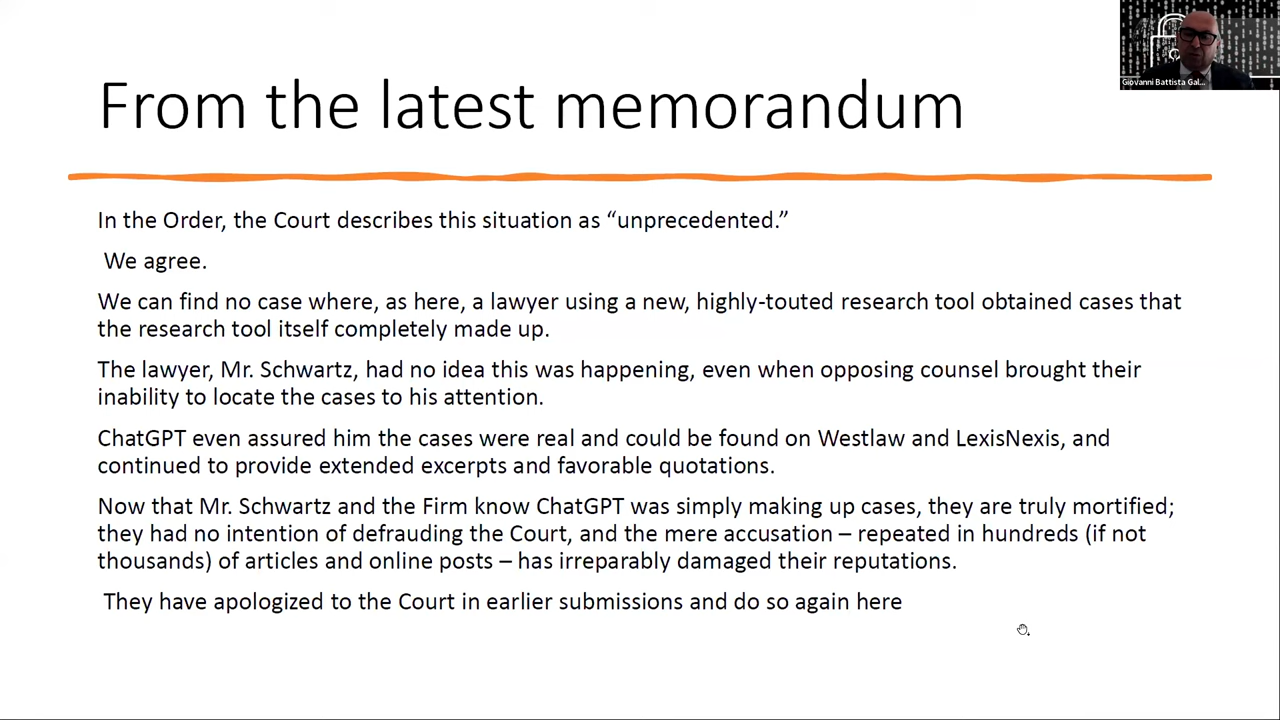 Giovanni Battista Gal...
From the latest memorandum
In the Order, the Court describes this situation as “unprecedented.”
We agree.
We can find no case where, as here, a lawyer using a new, highly-touted research tool obtained cases that
the research tool itself completely made up.
The lawyer, Mr. Schwartz, had no idea this was happening, even when opposing counsel brought their
inability to locate the cases to his attention.
ChatGPT even assured him the cases were real and could be found on Westlaw and LexisNexis, and
continued to provide extended excerpts and favorable quotations.
Now that Mr. Schwartz and the Firm know ChatGPT was simply making up cases, they are truly mortified;
they had no intention of defrauding the Court, and the mere accusation – repeated in hundreds (if not
thousands) of articles and online posts – has irreparably damaged their reputations.
They have apologized to the Court in earlier submissions and do so again here